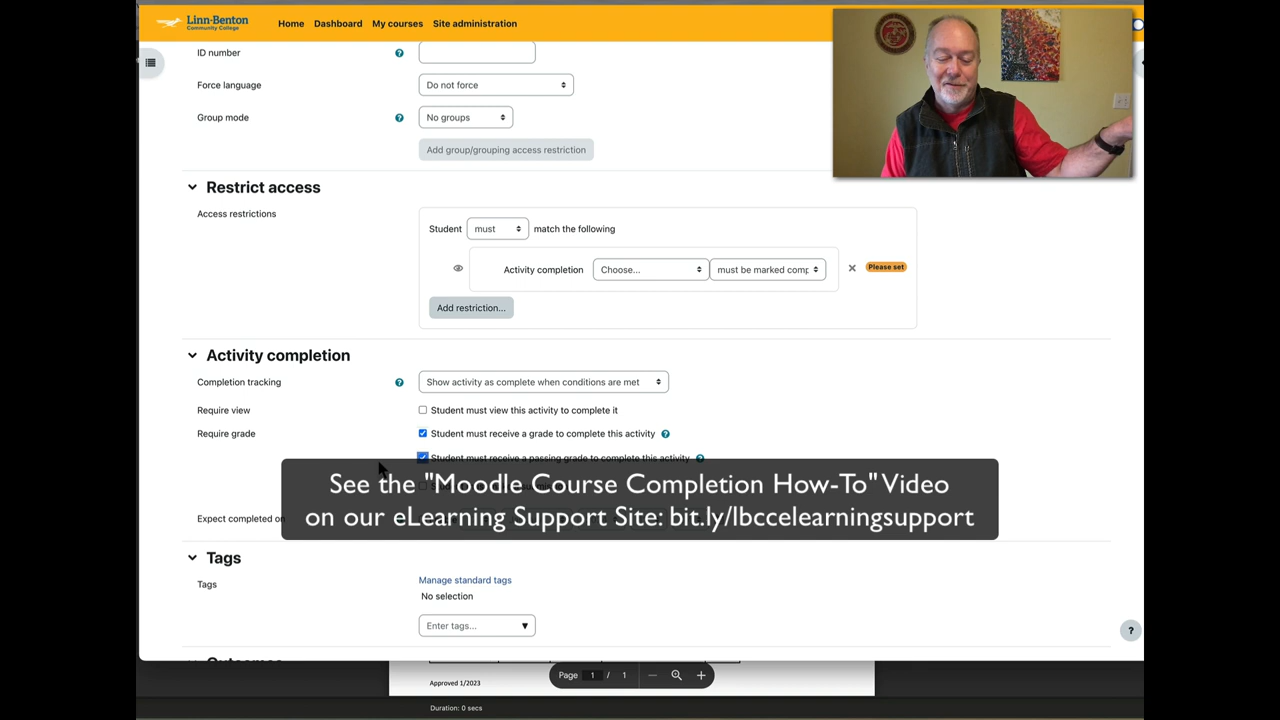 Linn-Benton
Community College
Home Dashboard My courses Site administration
ID number ?
Force language Do not force
Group mode ? No groups
Add group/grouping access restriction
Restrict access
Access restrictions
Student must match the following
Activity completion Choose... must be marked comp Please set
Add restriction...
Activity completion
Completion tracking ? Show activity as complete when conditions are met
Require view Student must view this activity to complete it
Require grade Student must receive a grade to complete this activity ?
Student must receive a passing grade to complete this activity ?
See the "Moodle Course Completion How-To" Video
on our eLearning Support Site: bit.ly/lbccelearningsupport
Expect completed on
Tags
Tags Manage standard tags
No selection
Enter tags...
?
Outcomes
Page 1 / 1
Approved 1/2023
Duration: 0 secs